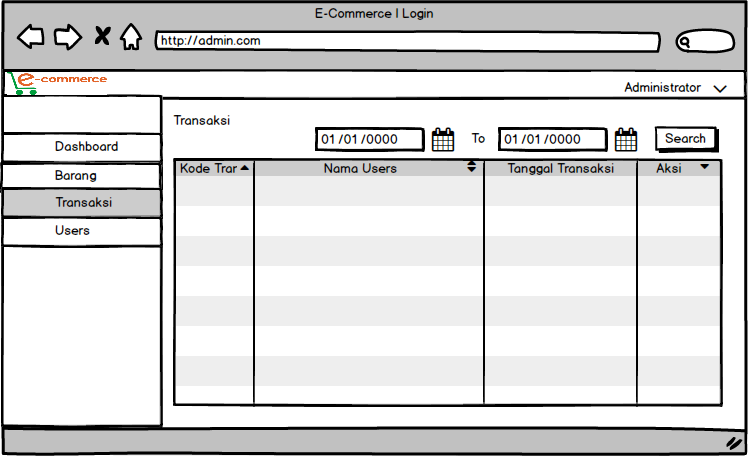 E-Commerce | Login
http://admin.com
e-commerce
Administrator
Transaksi
01/01/0000 To 01/01/0000 Search
Dashboard
Barang
Transaksi
Users
Kode Trar Nama Users Tanggal Transaksi Aksi